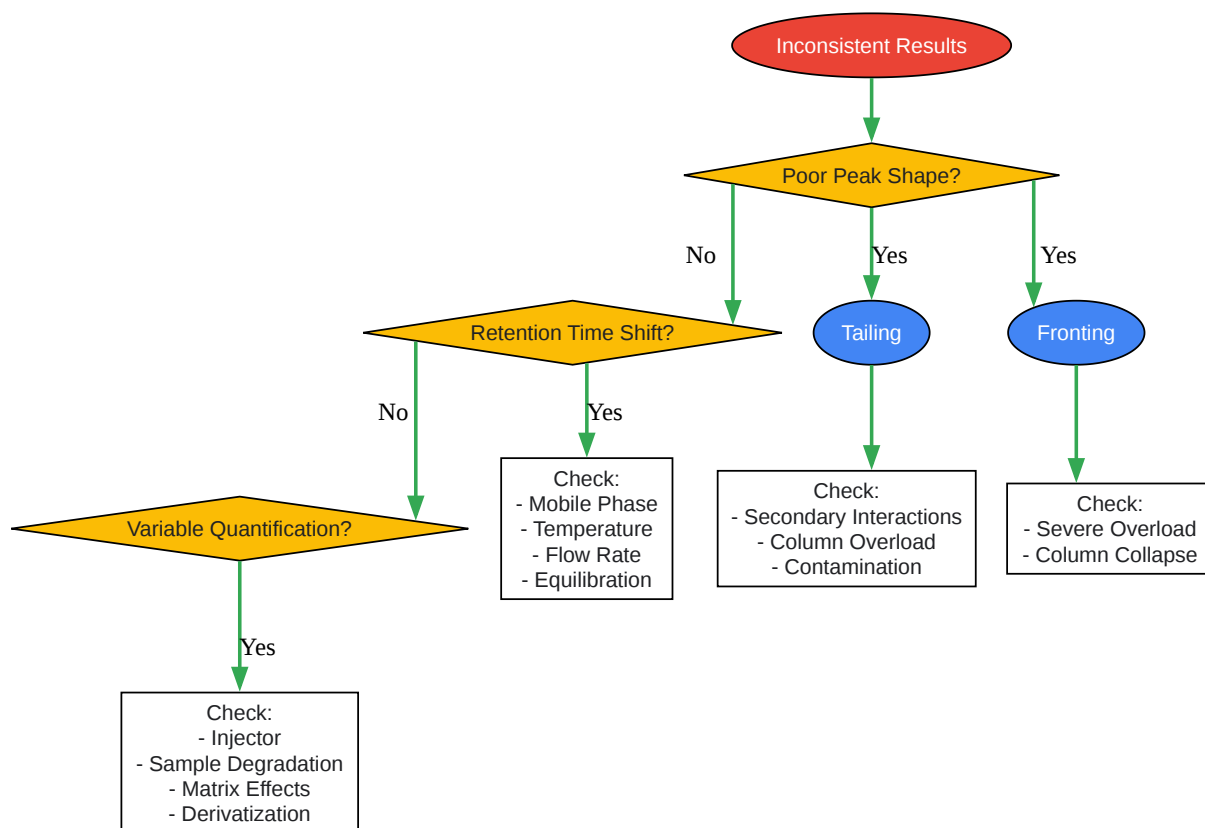 Inconsistent Results
Poor Peak Shape?
No
Yes
Yes
Retention Time Shift?
Tailing
Fronting
No
Yes
Check:
- Mobile Phase
- Temperature
- Flow Rate
- Equilibration
Check:
- Secondary Interactions
- Column Overload
- Contamination
Check:
- Severe Overload
- Column Collapse
Variable Quantification?
Yes
Check:
- Injector
- Sample Degradation
- Matrix Effects
- Derivatization